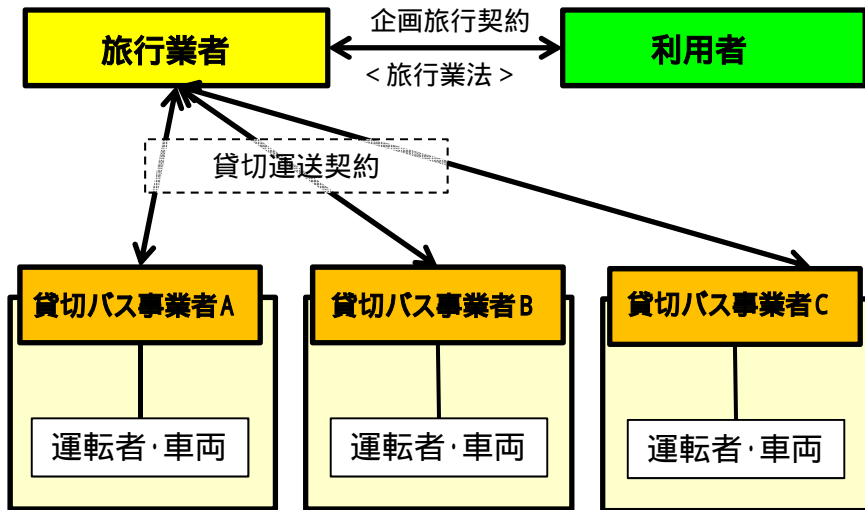 企画旅行契約
旅行業者
利用者
<旅行業法>
貸切運送契約
貸切バス事業者A
貸切バス事業者B
貸切バス事業者C
運転者・車両
運転者・車両
運転者・車両